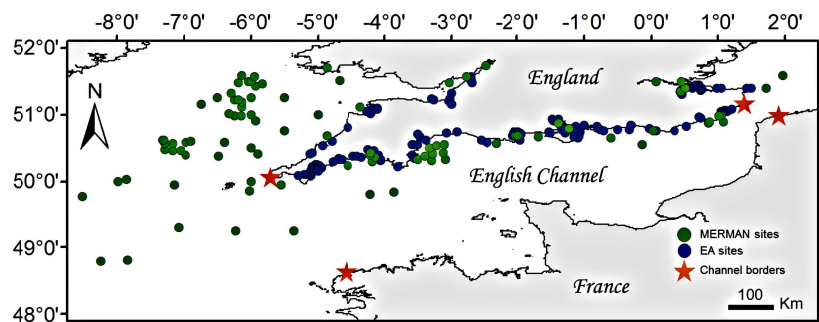 -8°0' -7°0' -6°0' -5°0' -4°0' -3°0' -2°0' -1°0' 0°0' 1°0' 2°0'
52°0'
N
England
51°0'
50°0'
English Channel
49°0'
MERMAN sites
EA sites
France
Channel borders
100
Km
48°0'